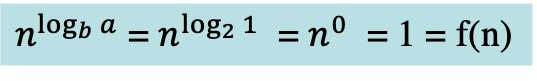 n^{log_b a} = n^{log_2 1} = n^0 = 1 = f(n)